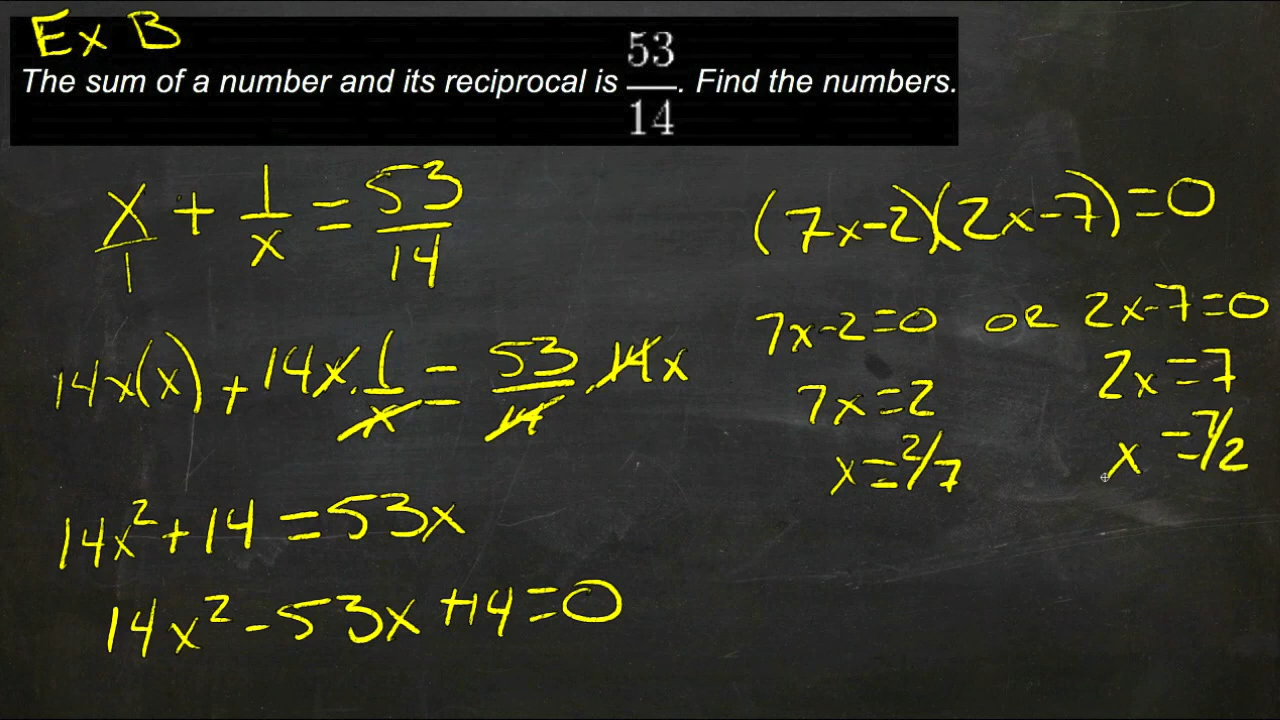 Ex B
The sum of a number and its reciprocal is 53/14. Find the numbers.
x/1 + 1/x = 53/14
14x(x) + 14x · 1/x = 53/14 · 14x
14x² + 14 = 53x
14x² - 53x + 14 = 0
(7x-2)(2x-7) = 0
7x-2=0 OR 2x-7=0
7x=2 2x=7
x=2/7 x=7/2